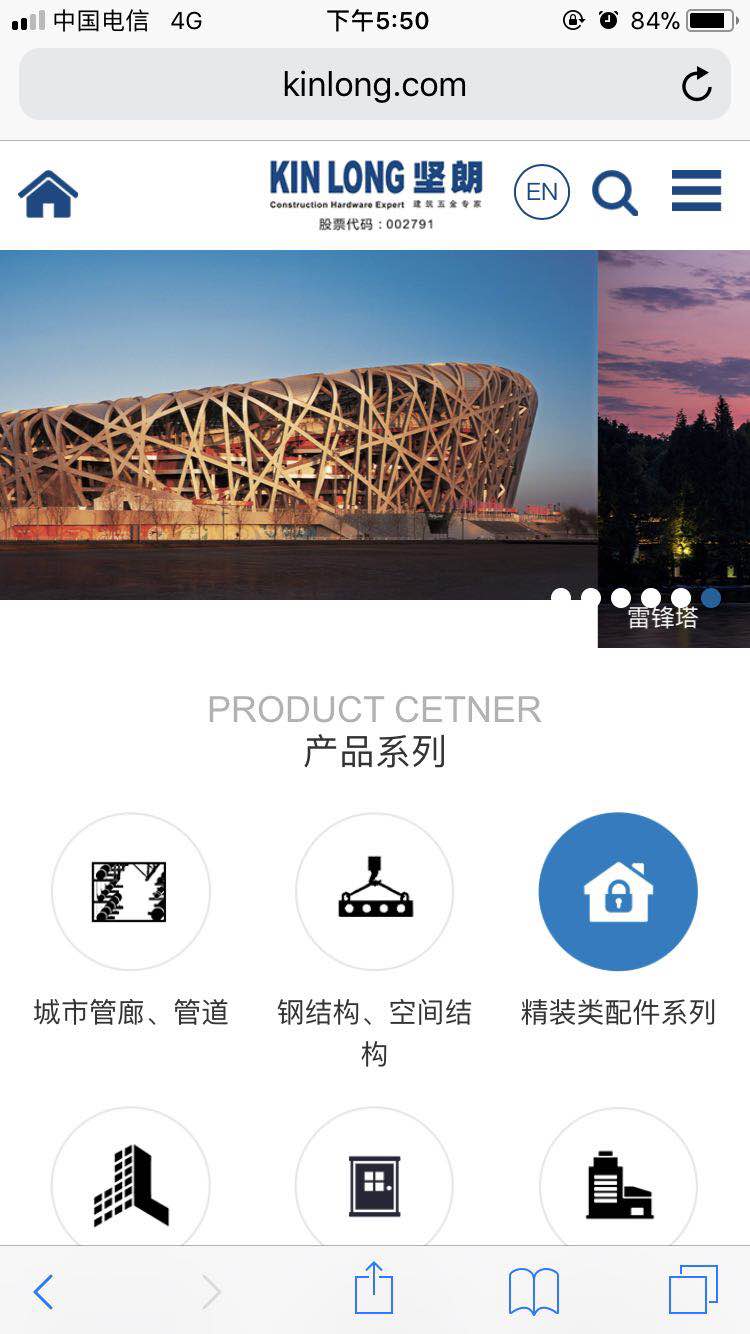 中国电信 4G 下午5:50 84%
kinlong.com
KIN LONG 坚朗
Construction Hardware Expert 建筑五金专家
股票代码：002791
EN
雷锋塔
PRODUCT CETNER
产品系列
城市管廊、管道
钢结构、空间结
构
精装类配件系列